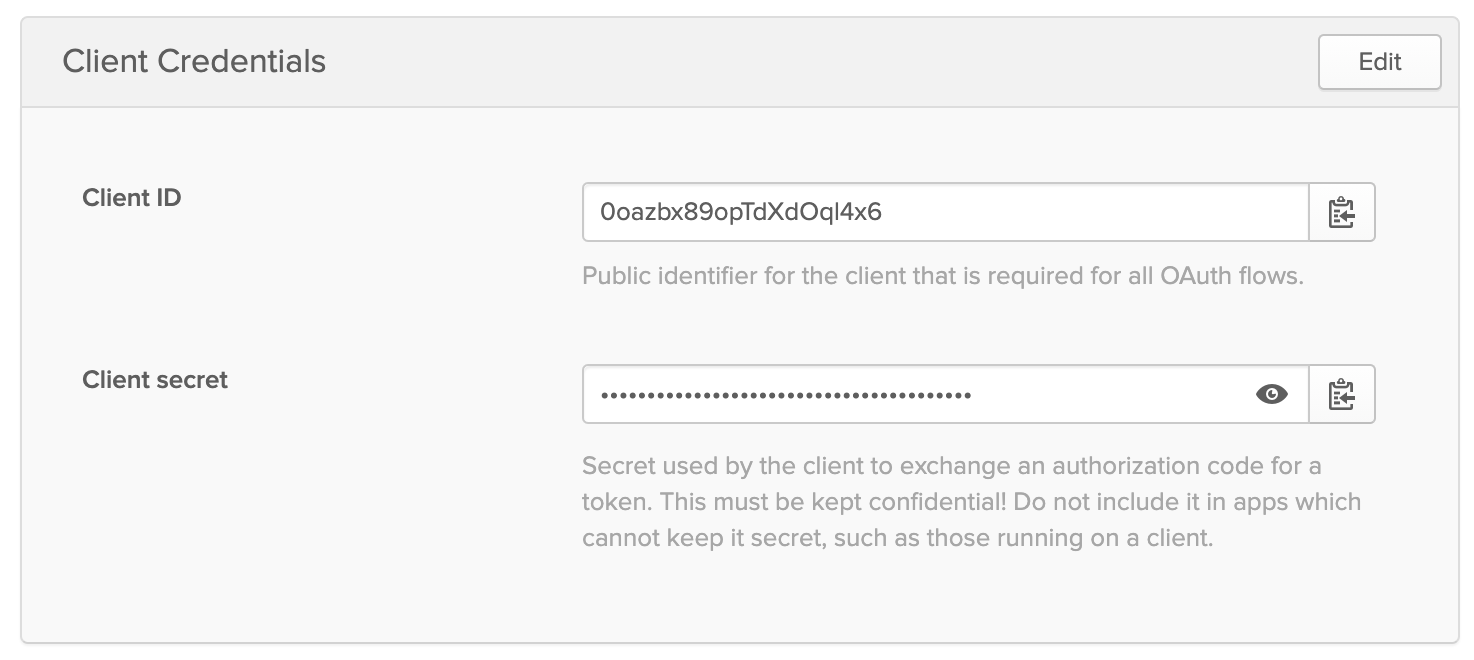 Client Credentials
Edit
Client ID
0oazbx89opTdXdOql4x6
Public identifier for the client that is required for all OAuth flows.
Client secret
••••••••••••••••••••••••••••••••••••••••
Secret used by the client to exchange an authorization code for a
token. This must be kept confidential! Do not include it in apps which
cannot keep it secret, such as those running on a client.